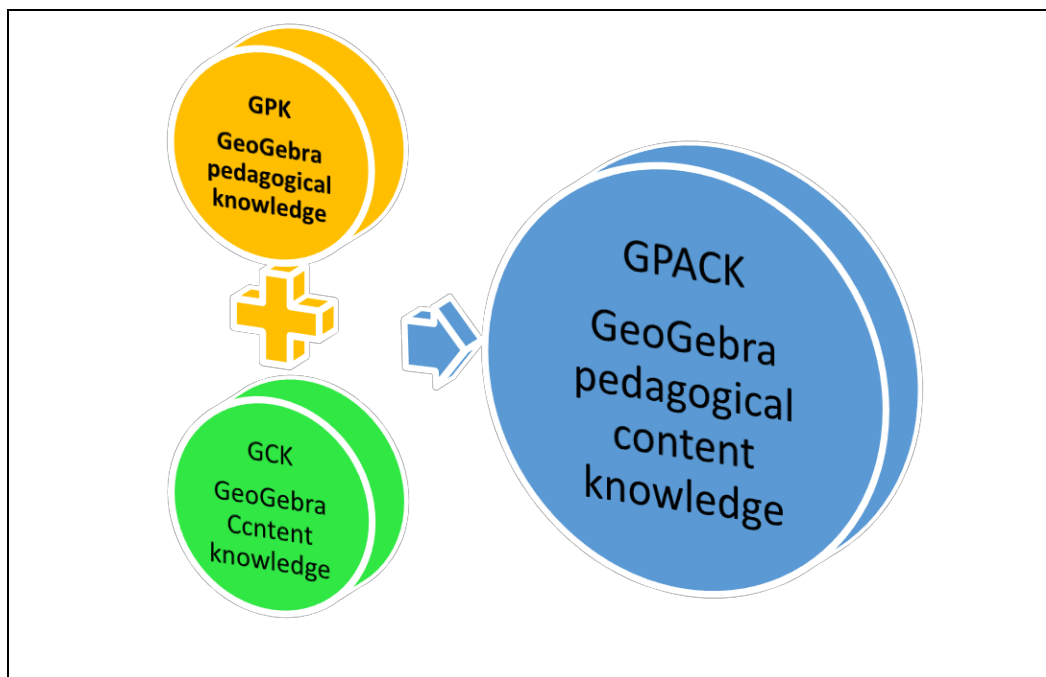 GPK
GeoGebra
pedagogical
knowledge
GCK
GeoGebra
Ccntent
knowledge
GPACK
GeoGebra
pedagogical
content
knowledge